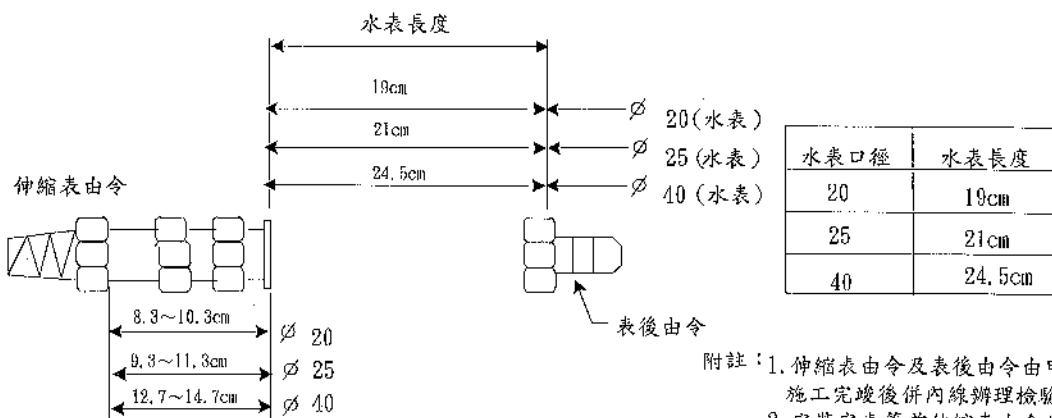 水表長度
19cm
20(水表)
21cm
25(水表)
24.5cm
40(水表)
伸縮表由令
水表口徑 水表長度
20 19cm
25 21cm
40 24.5cm
8.3~10.3cm
∅ 20
9.3~11.3cm
∅ 25
12.7~14.7cm
∅ 40
表後由令
附註：1.伸縮表由令及表後由令由
施工完竣後併內線辦理檢驗